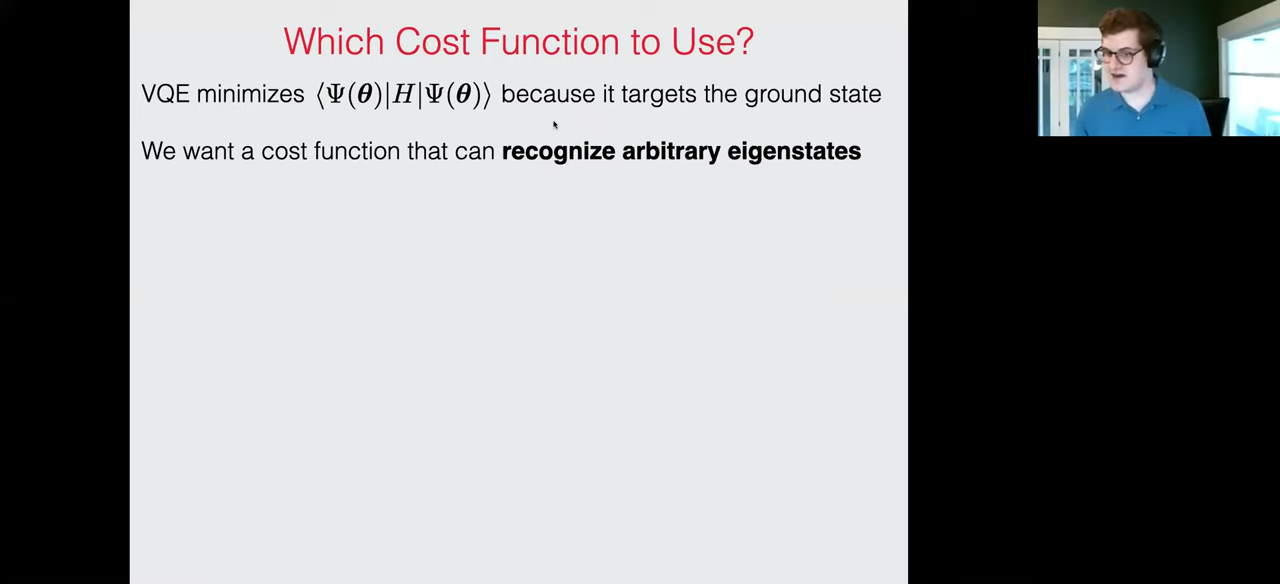 Which Cost Function to Use?
VQE minimizes ⟨Ψ(θ)|H|Ψ(θ)⟩ because it targets the ground state
We want a cost function that can recognize arbitrary eigenstates